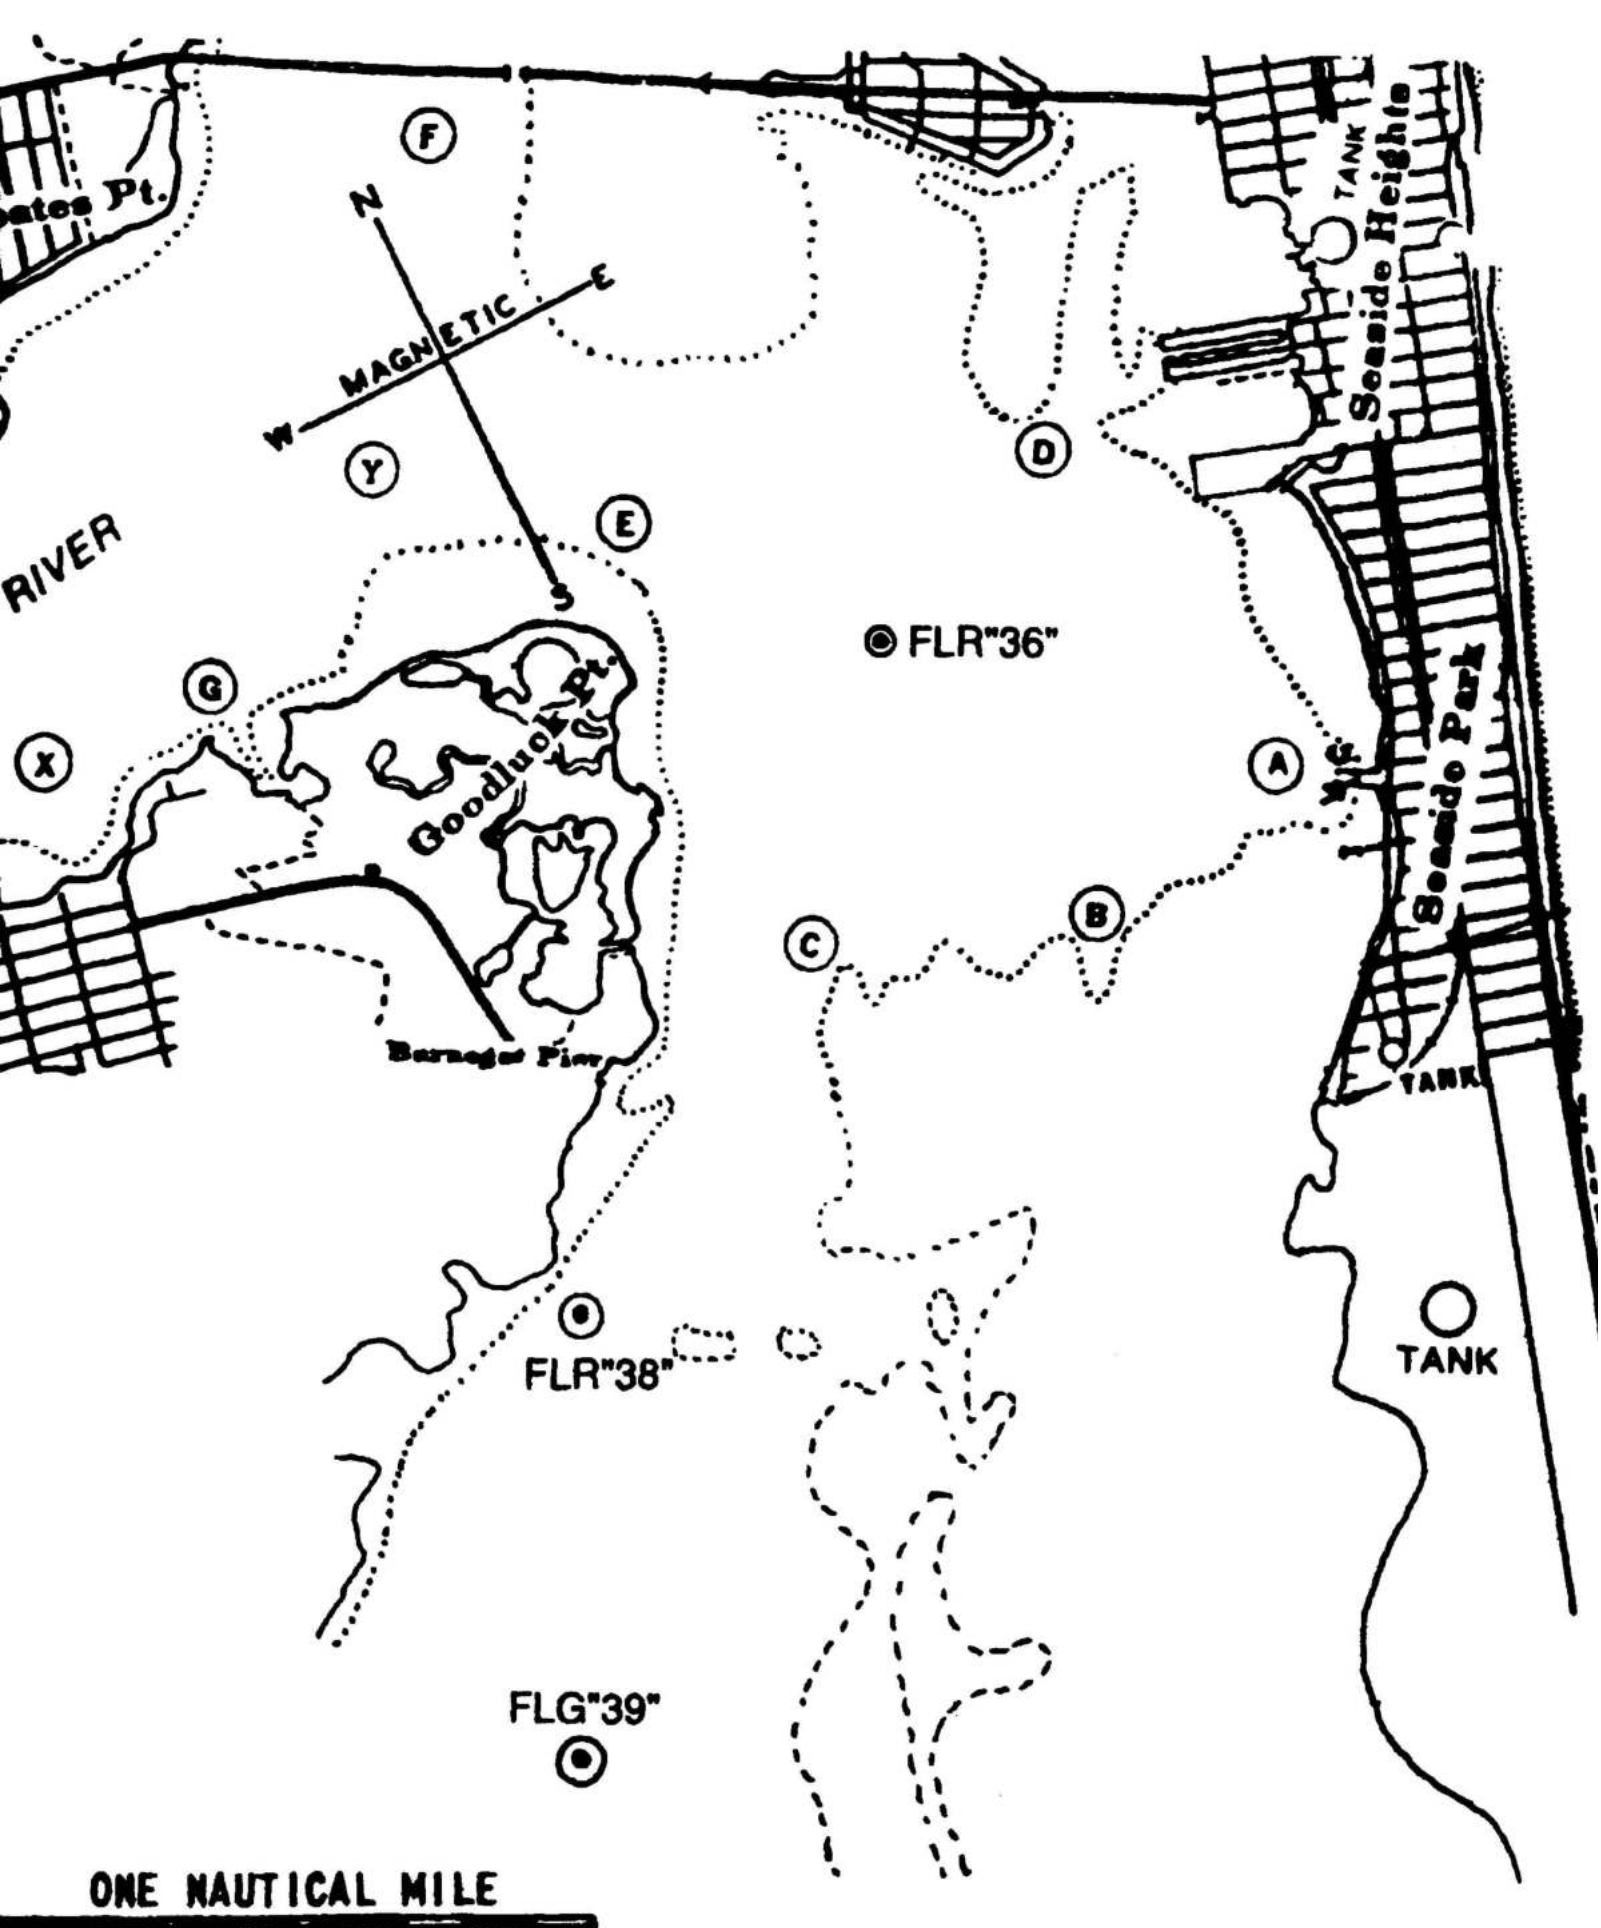 F
N
E
MAGNETIC
W
S
Y
E
D
TANK
Seaside Heights
Pt.
RIVER
FLR"36"
G
X
A
Goodluck Pt.
Seaside Park
B
C
Barnegat Pier
TANK
TANK
FLR"38"
FLG"39"
ONE NAUTICAL MILE